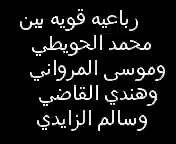 رباعيه قويه بين
محمد الحويطي
وموسى المرواني
وهندي القاضي
وسالم الزايدي